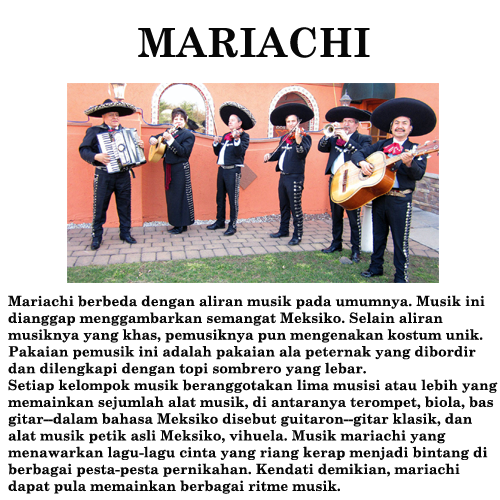 MARIACHI
Mariachi berbeda dengan aliran musik pada umumnya. Musik ini
dianggap menggambarkan semangat Meksiko. Selain aliran
musiknya yang khas, pemusiknya pun mengenakan kostum unik.
Pakaian pemusik ini adalah pakaian ala peternak yang dibordir
dan dilengkapi dengan topi sombrero yang lebar.
Setiap kelompok musik beranggotakan lima musisi atau lebih yang
memainkan sejumlah alat musik, di antaranya terompet, biola, bas
gitar--dalam bahasa Meksiko disebut guitaron--gitar klasik, dan
alat musik petik asli Meksiko, vihuela. Musik mariachi yang
menawarkan lagu-lagu cinta yang riang kerap menjadi bintang di
berbagai pesta-pesta pernikahan. Kendati demikian, mariachi
dapat pula memainkan berbagai ritme musik.